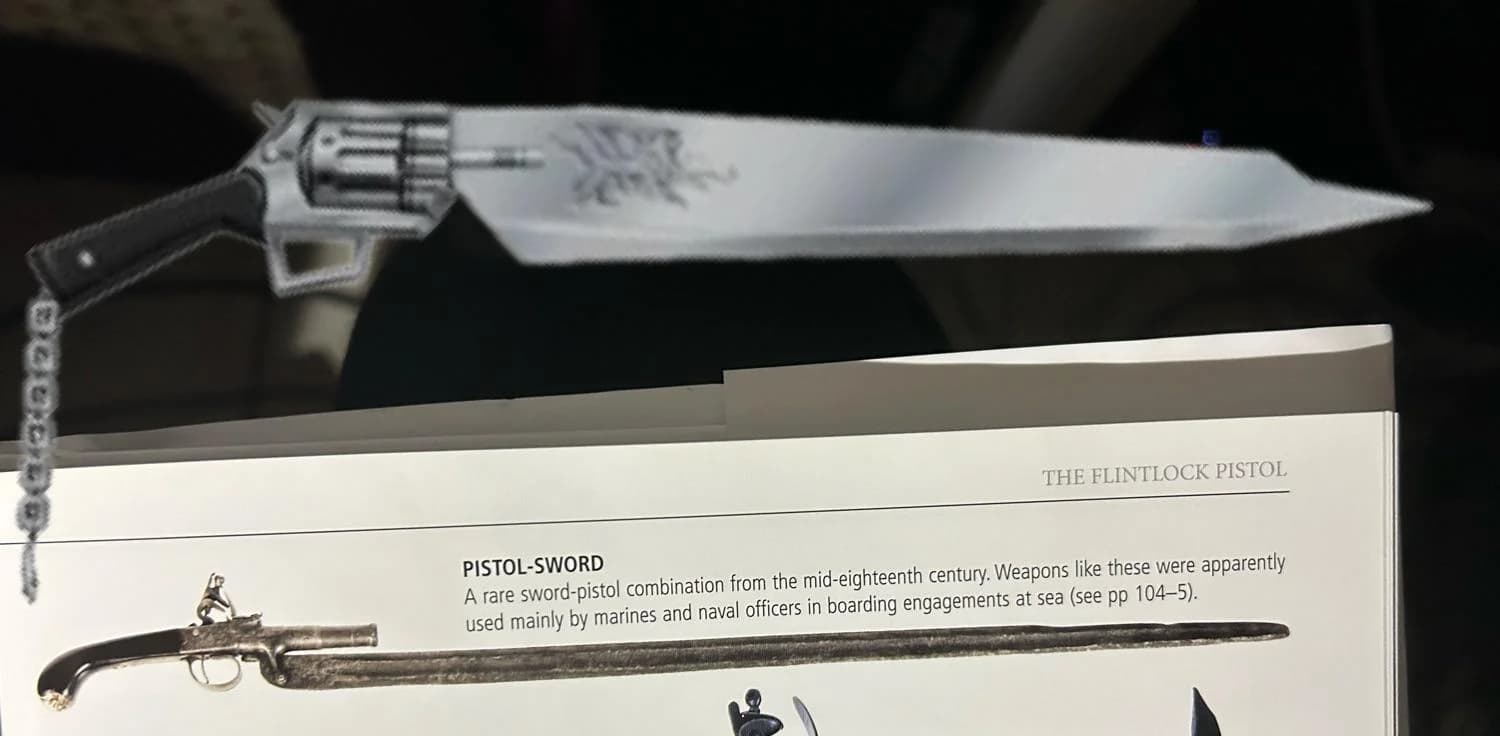 THE FLINTLOCK PISTOL
PISTOL-SWORD
A rare sword-pistol combination from the mid-eighteenth century. Weapons like these were apparently
used mainly by marines and naval officers in boarding engagements at sea (see pp 104–5).